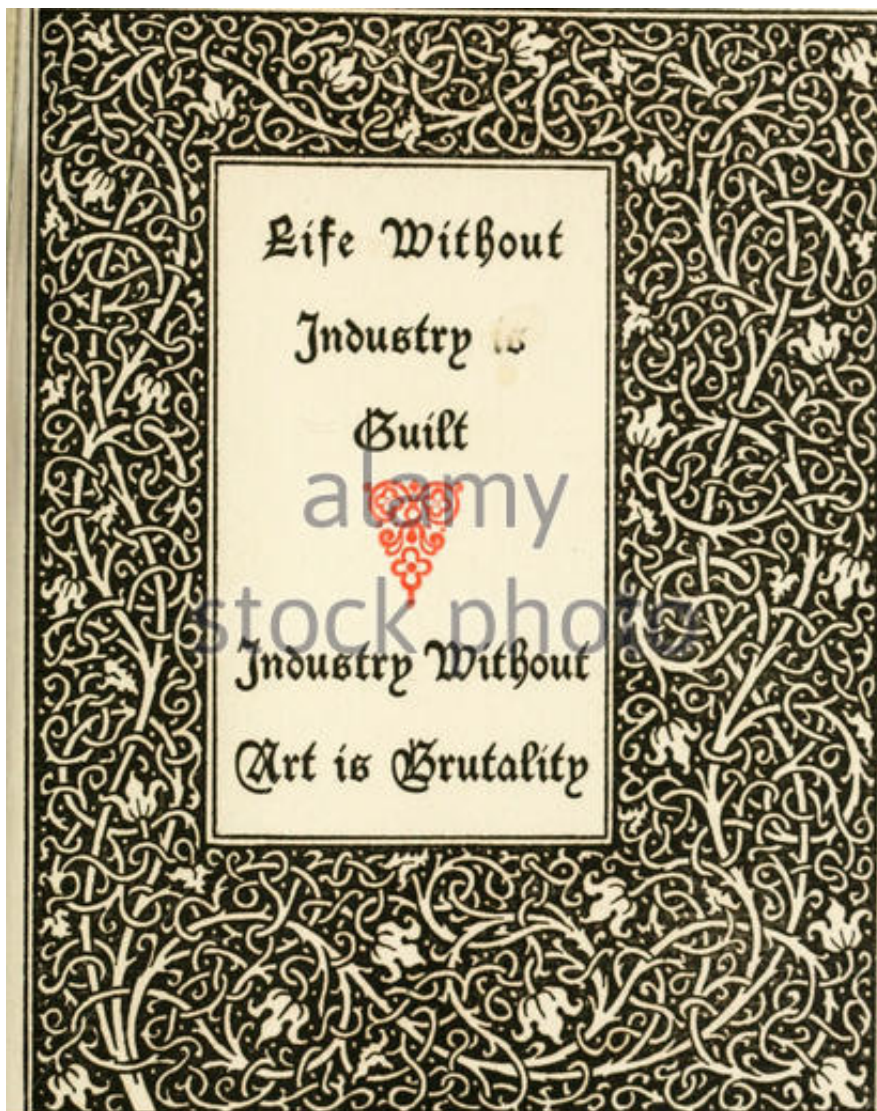 Life Without
Industry is
Guilt
alamy
stock photo
Industry Without
Art is Brutality